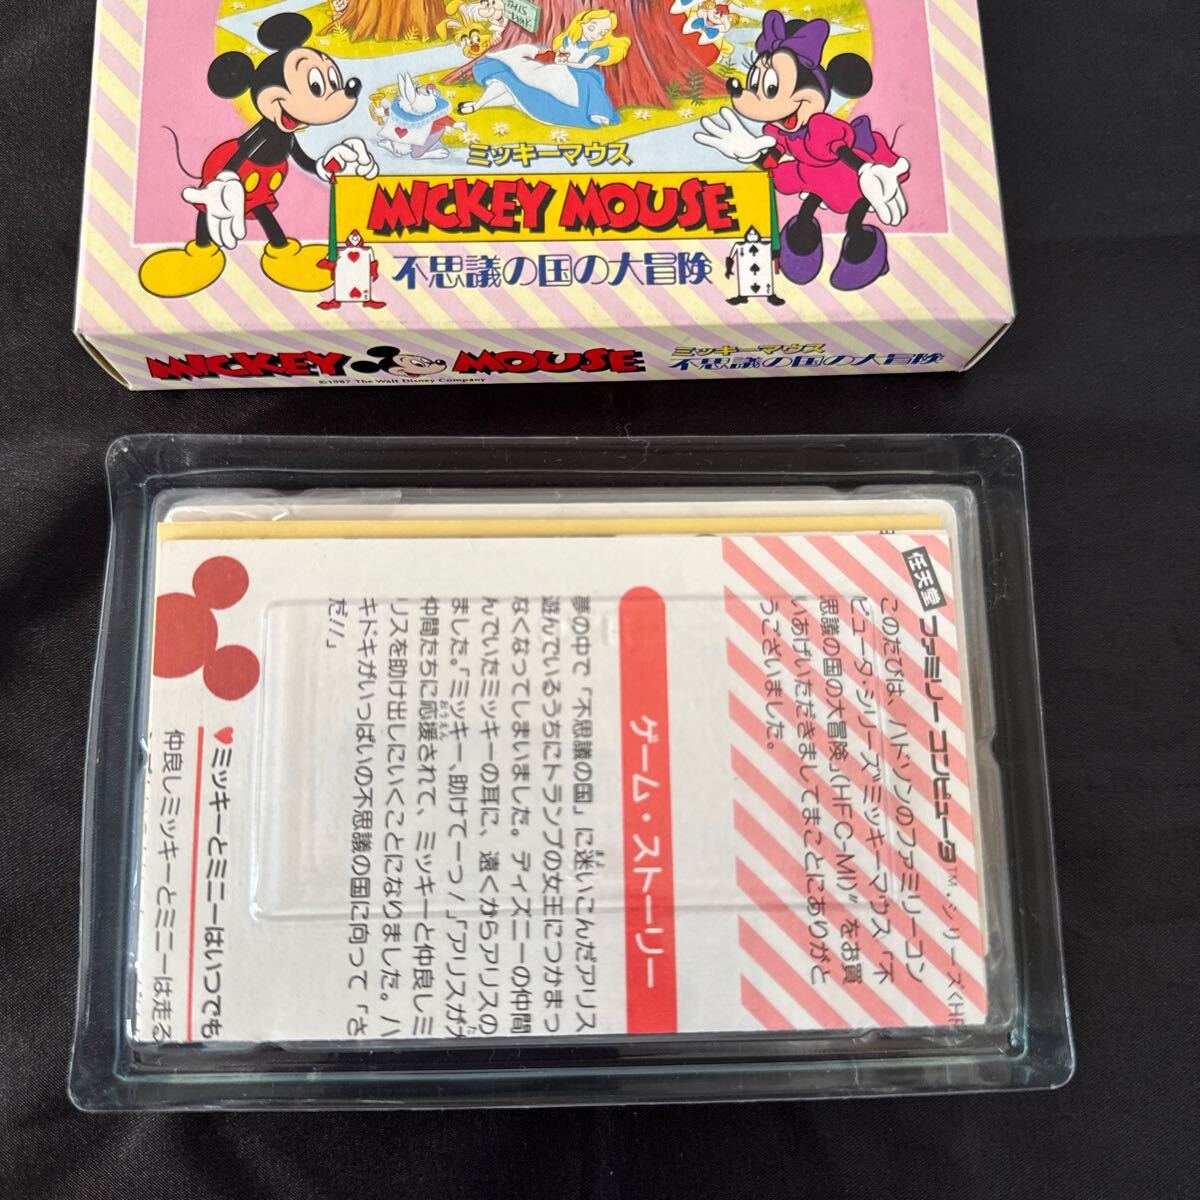 THIS
WAY
ミッキーマウス
MICKEY MOUSE
不思議の国の大冒険
MICKEY MOUSE
ミッキーマウス
不思議の国の大冒険
©1987 The Walt Disney Company
任天堂 ファミリーコンピュータ™・シリーズ<HF
このたびは、ハドソンのファミリーコン
ピュータ・シリーズ“ミッキーマウス「不
思議の国の大冒険」(HFC-MI)”をお買
いあげいただきましてまことにありがと
うございました。
ゲーム・ストーリー
夢の中で「不思議の国」に迷いこんだアリス
遊んでいるうちにトランプの女王につかまっ
なくなってしまいました。ディズニーの仲間
んでいたミッキーの耳に、遠くからアリスの
ました。「ミッキー、助けてーっ!」「アリスが
仲間たちに応援されて、ミッキーと仲良しミ
リスを助け出しにいくことになりました。ハ
キドキがいっぱいの不思議の国に向って「さ
だ!!」
♥ミッキーとミニーはいつでも
仲良しミッキーとミニーは走る